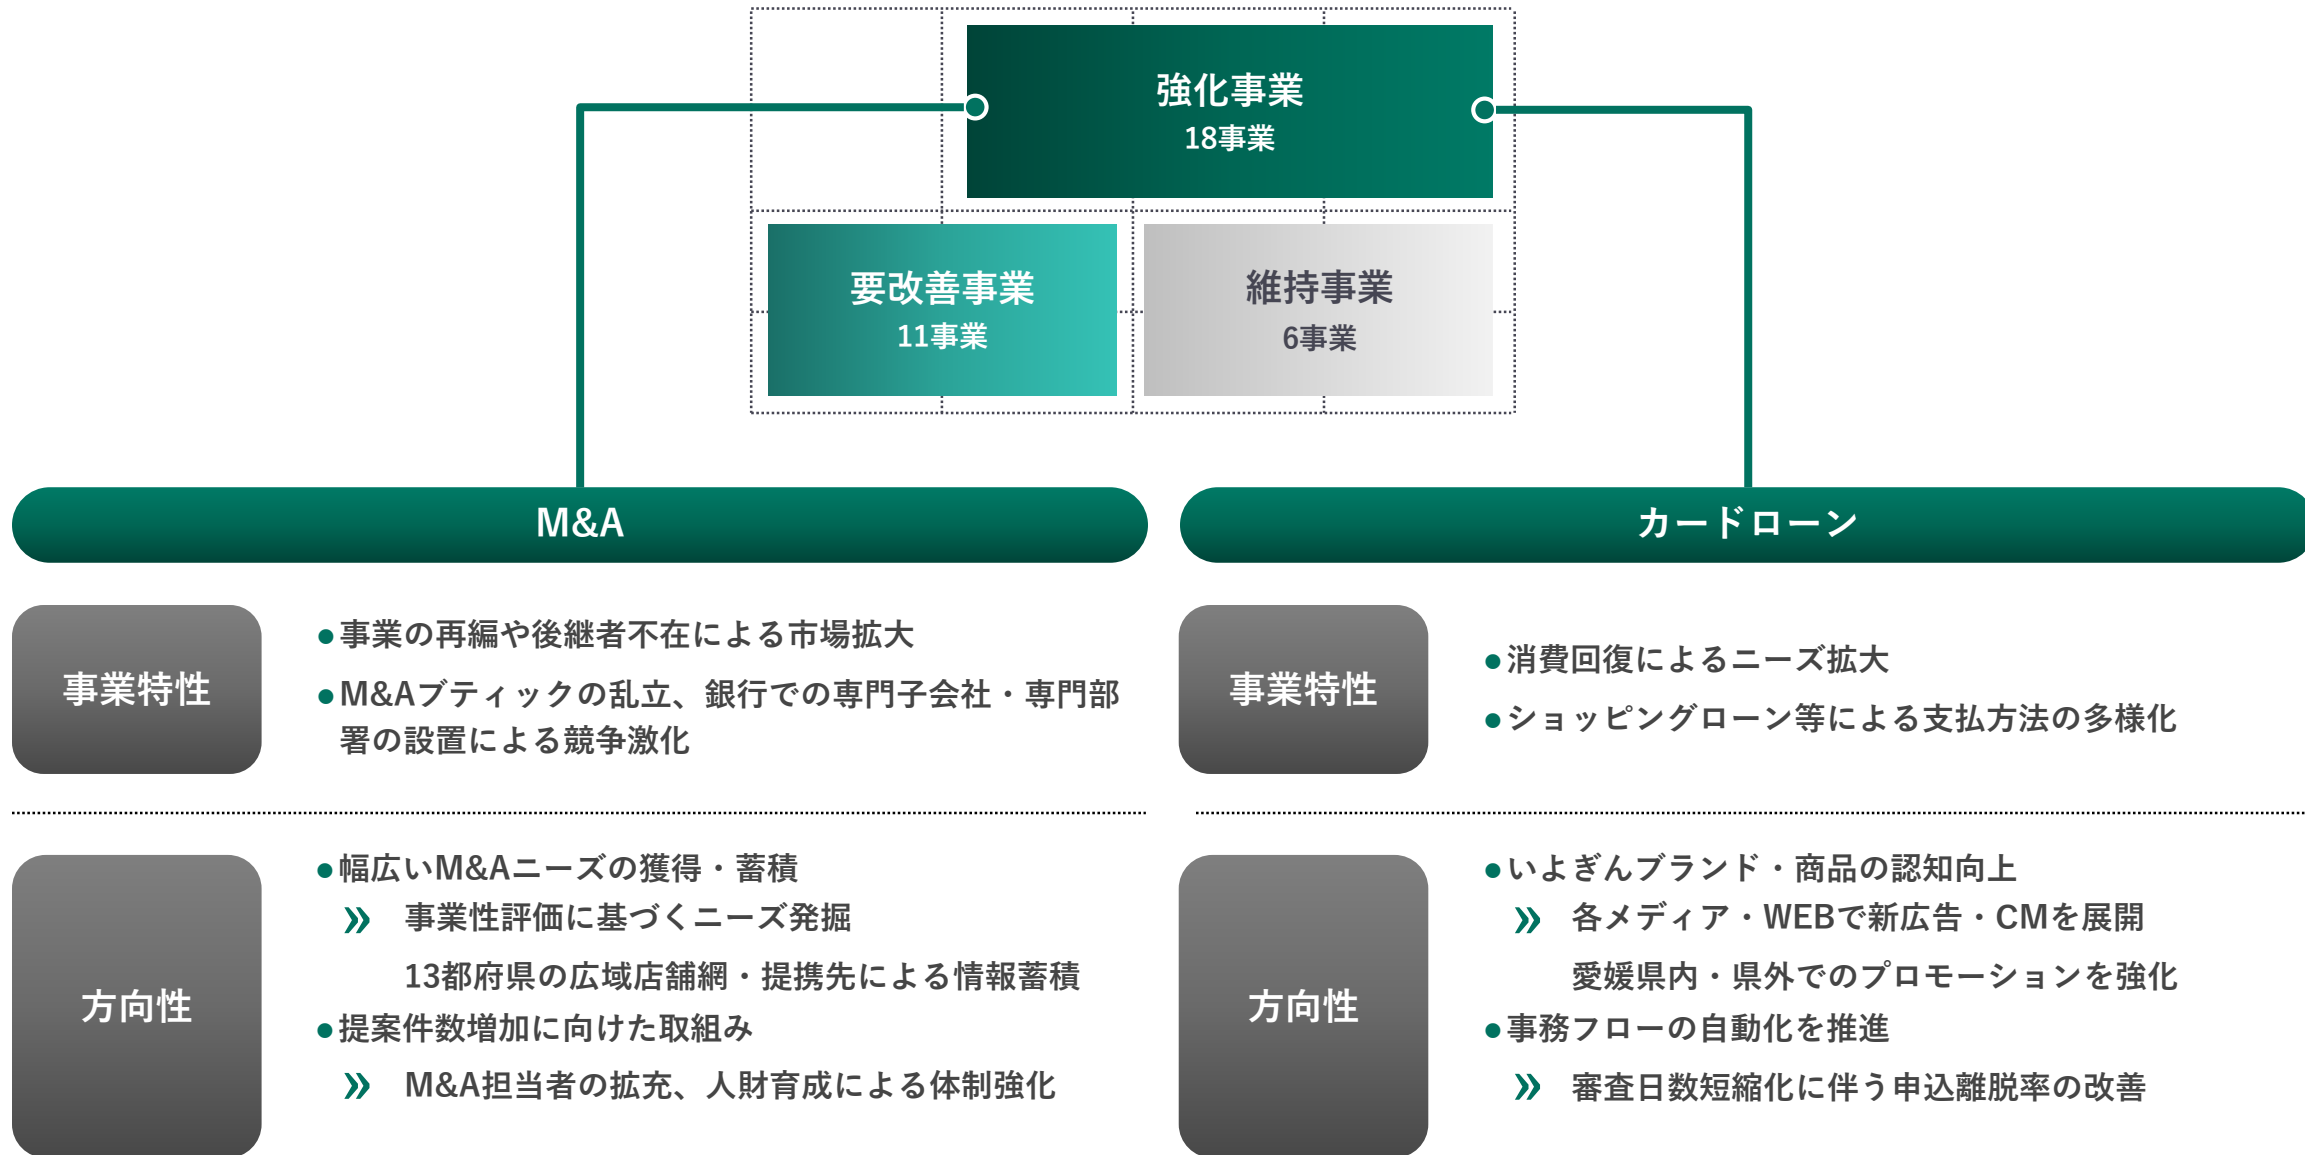 強化事業
18事業
要改善事業
11事業
維持事業
6事業
M&A
事業特性
●事業の再編や後継者不在による市場拡大
●M&Aブティックの乱立、銀行での専門子会社・専門部
署の設置による競争激化
方向性
●幅広いM&Aニーズの獲得・蓄積
» 事業性評価に基づくニーズ発掘
13都府県の広域店舗網・提携先による情報蓄積
●提案件数増加に向けた取組み
» M&A担当者の拡充、人財育成による体制強化
カードローン
事業特性
●消費回復によるニーズ拡大
●ショッピングローン等による支払方法の多様化
方向性
●いよぎんブランド・商品の認知向上
» 各メディア・WEBで新広告・CMを展開
愛媛県内・県外でのプロモーションを強化
●事務フローの自動化を推進
» 審査日数短縮化に伴う申込離脱率の改善